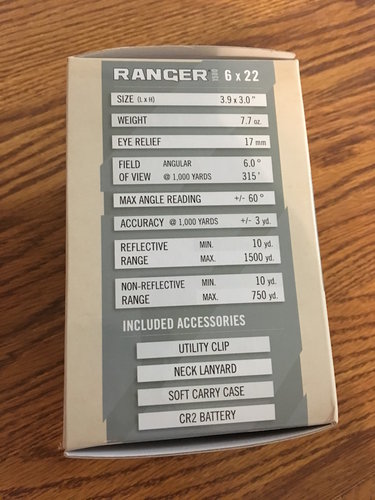 RANGER 1500 6 x 22
SIZE (L x H) 3.9 x 3.0"
WEIGHT 7.7 oz.
EYE RELIEF 17 mm
FIELD ANGULAR 6.0°
OF VIEW @ 1,000 YARDS 315'
MAX ANGLE READING +/- 60°
ACCURACY @ 1,000 YARDS +/- 3 yd.
REFLECTIVE MIN. 10 yd.
RANGE MAX. 1500 yd.
NON-REFLECTIVE MIN. 10 yd.
RANGE MAX. 750 yd.
INCLUDED ACCESSORIES
UTILITY CLIP
NECK LANYARD
SOFT CARRY CASE
CR2 BATTERY